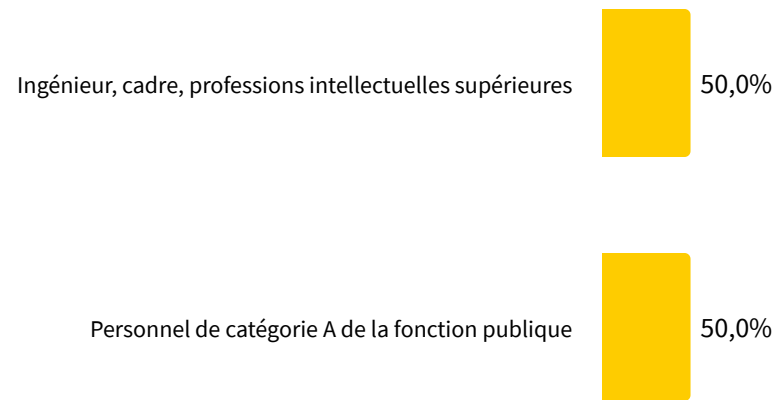 Ingénieur, cadre, professions intellectuelles supérieures 50,0%
Personnel de catégorie A de la fonction publique 50,0%